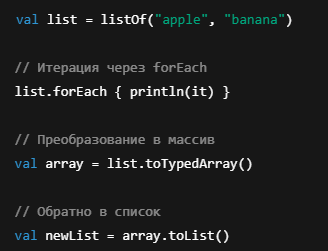 val list = listOf("apple", "banana")
// Итерация через forEach
list.forEach { println(it) }
// Преобразование в массив
val array = list.toTypedArray()
// Обратно в список
val newList = array.toList()